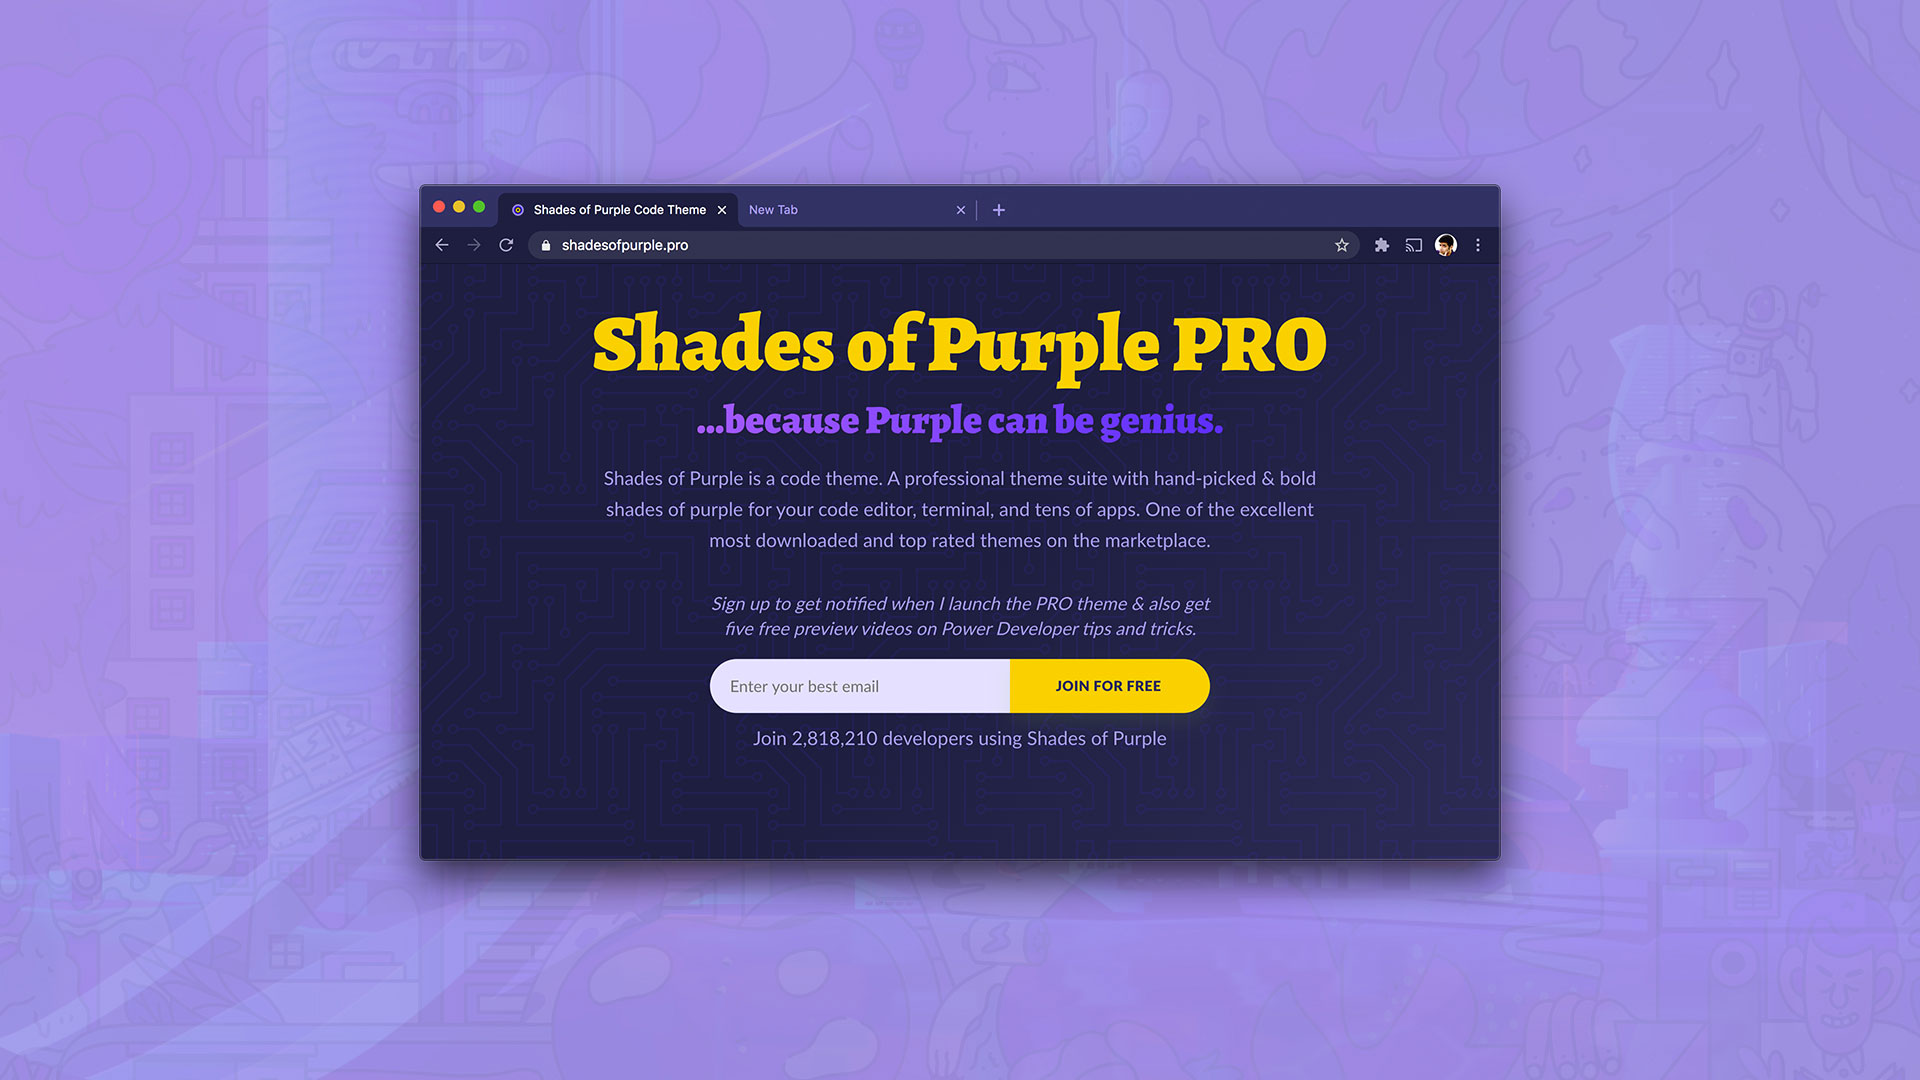 Shades of Purple Code Theme
New Tab
shadesofpurple.pro
Shades of Purple PRO
...because Purple can be genius.
Shades of Purple is a code theme. A professional theme suite with hand-picked & bold
shades of purple for your code editor, terminal, and tens of apps. One of the excellent
most downloaded and top rated themes on the marketplace.
Sign up to get notified when I launch the PRO theme & also get
five free preview videos on Power Developer tips and tricks.
Enter your best email
JOIN FOR FREE
Join 2,818,210 developers using Shades of Purple